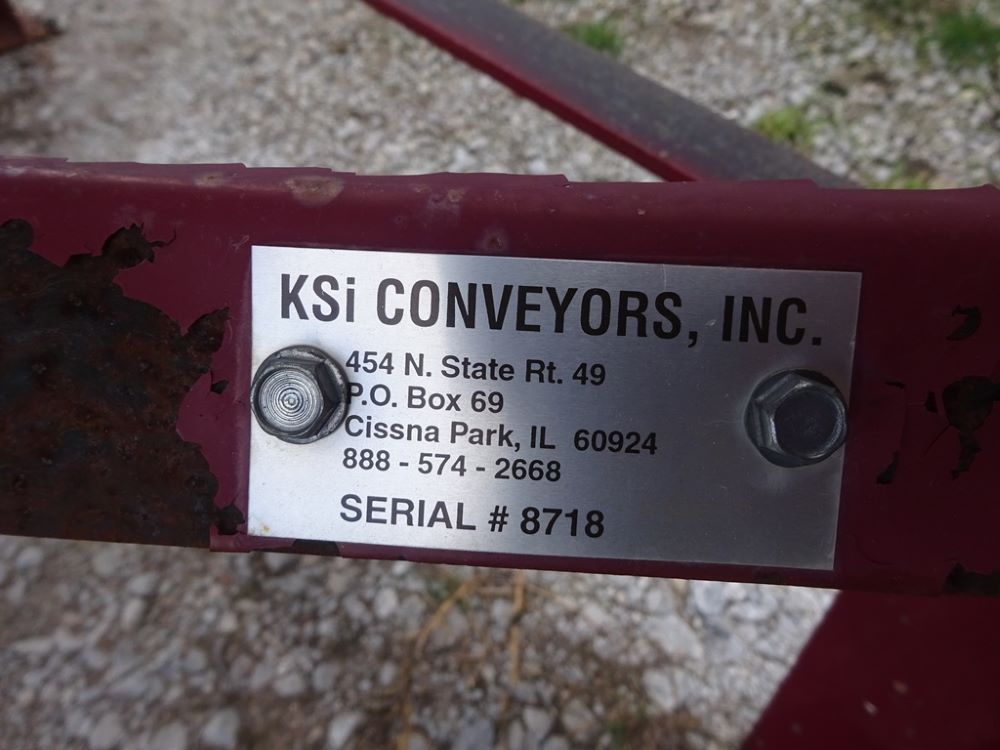 KSi CONVEYORS, INC.
454 N. State Rt. 49
P.O. Box 69
Cissna Park, IL 60924
888 - 574 - 2668
SERIAL # 8718